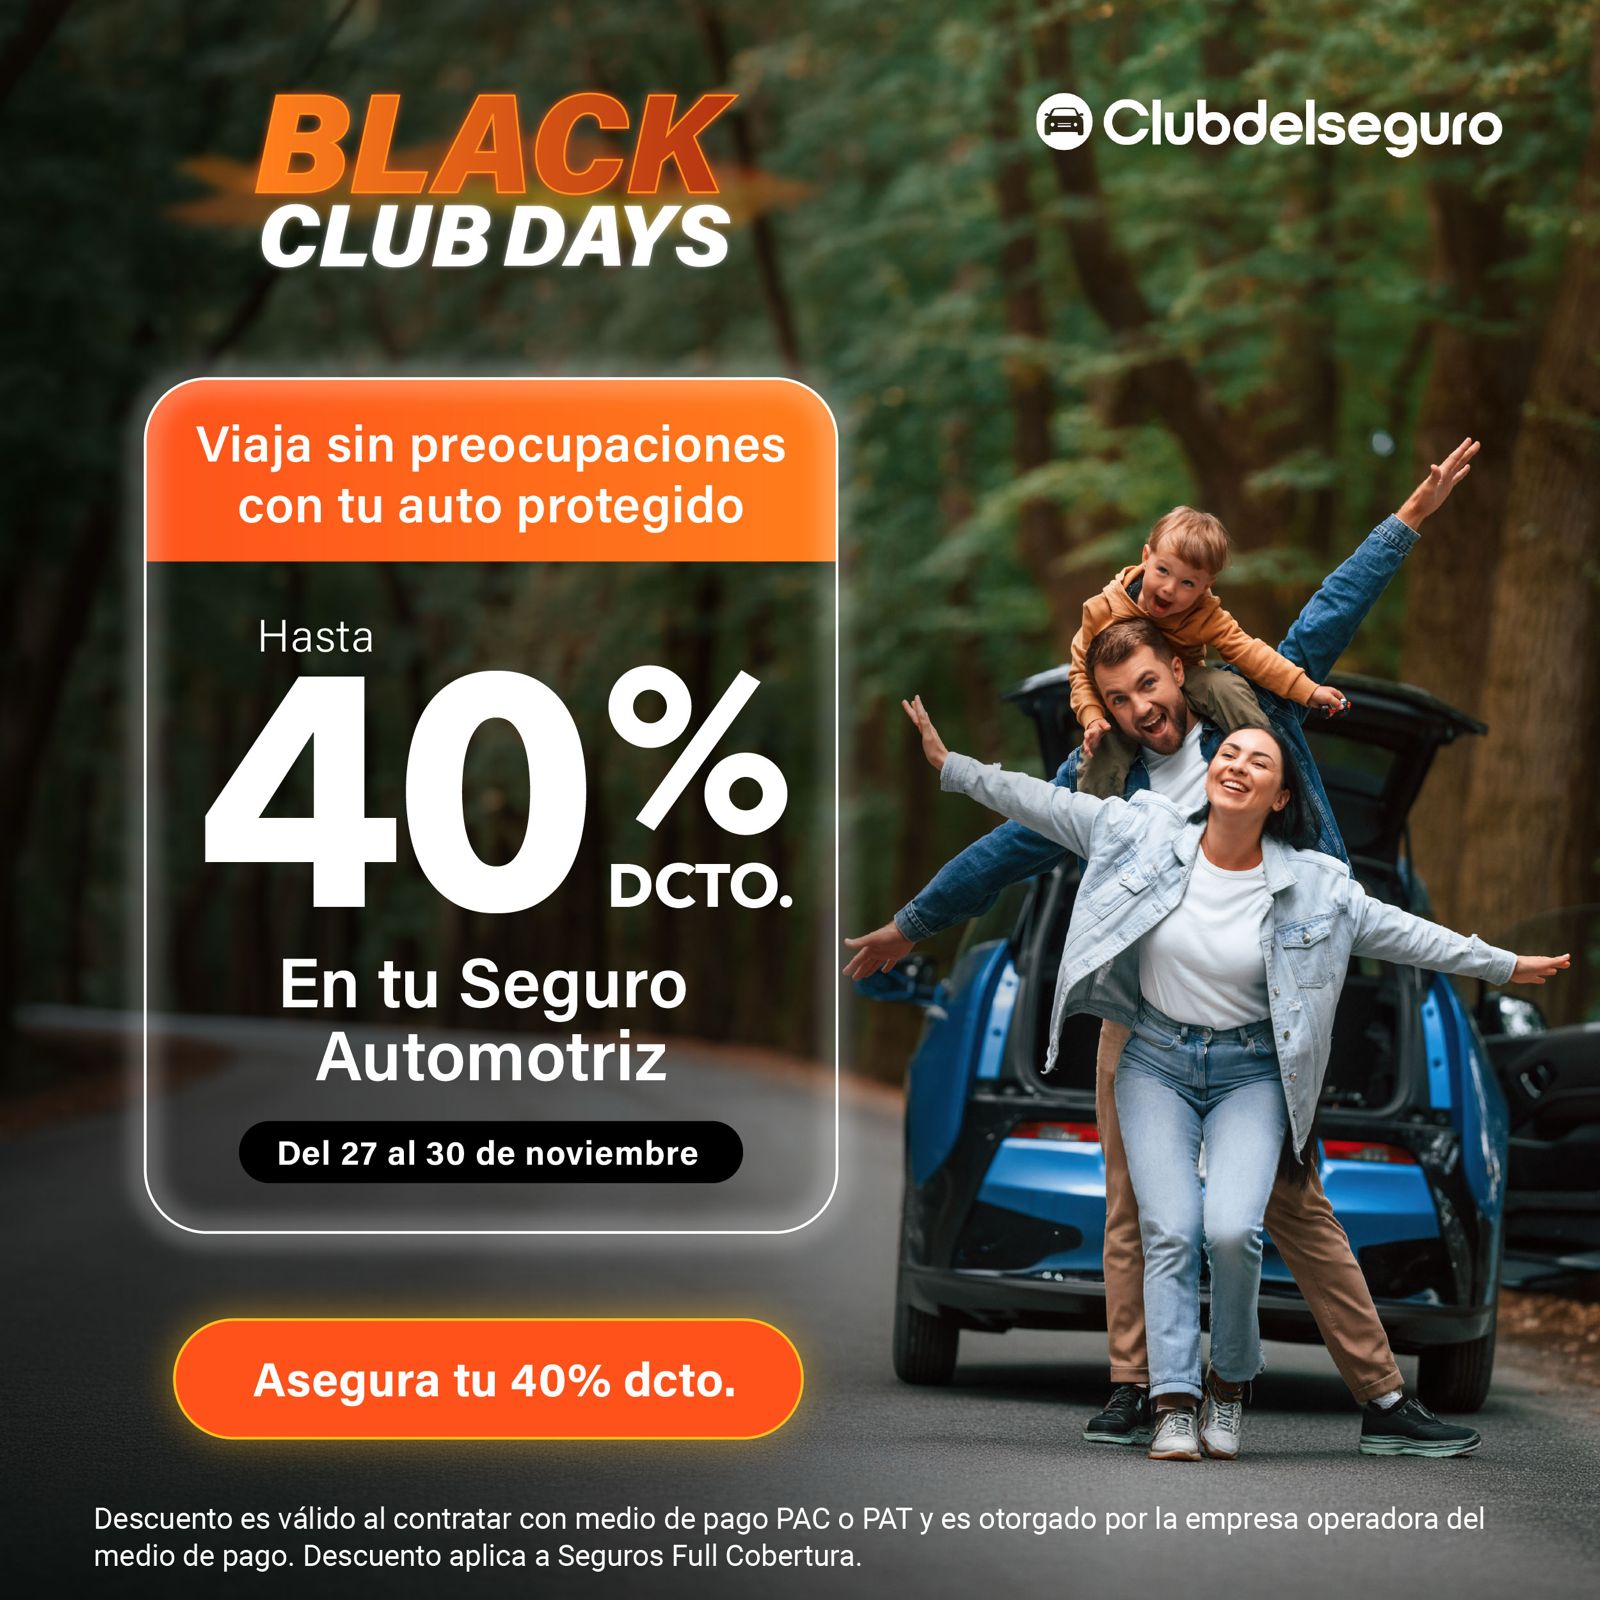 BLACK
CLUB DAYS
Clubdelseguro
Viaja sin preocupaciones
con tu auto protegido
Hasta
40%
DCTO.
En tu Seguro
Automotriz
Del 27 al 30 de noviembre
Asegura tu 40% dcto.
Descuento es válido al contratar con medio de pago PAC o PAT y es otorgado por la empresa operadora del
medio de pago. Descuento aplica a Seguros Full Cobertura.